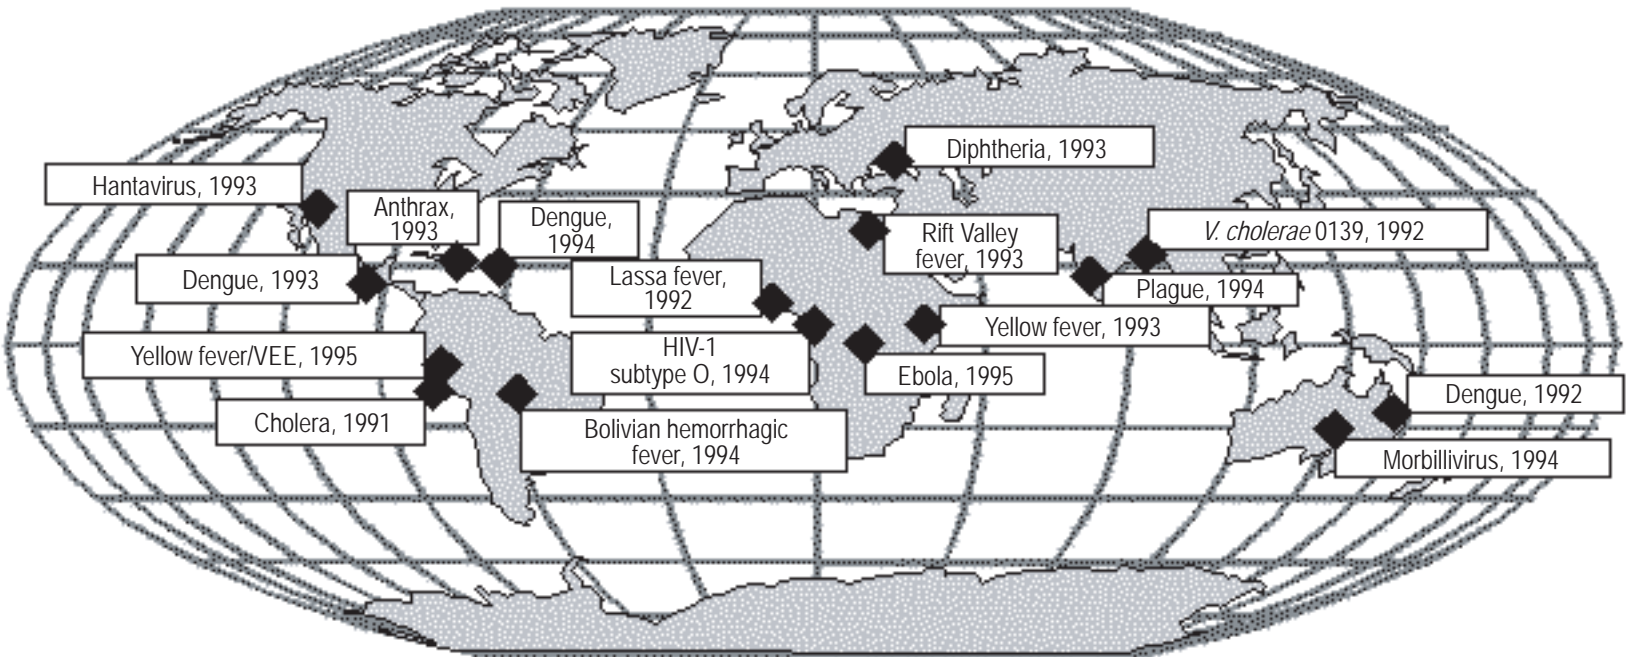 Diphtheria, 1993
Hantavirus, 1993
Anthrax,
1993
Dengue,
1994
Rift Valley
fever, 1993
V. cholerae 0139, 1992
Dengue, 1993
Lassa fever,
1992
Plague, 1994
Yellow fever, 1993
Yellow fever/VEE, 1995
HIV-1
subtype O, 1994
Ebola, 1995
Dengue, 1992
Cholera, 1991
Bolivian hemorrhagic
fever, 1994
Morbillivirus, 1994